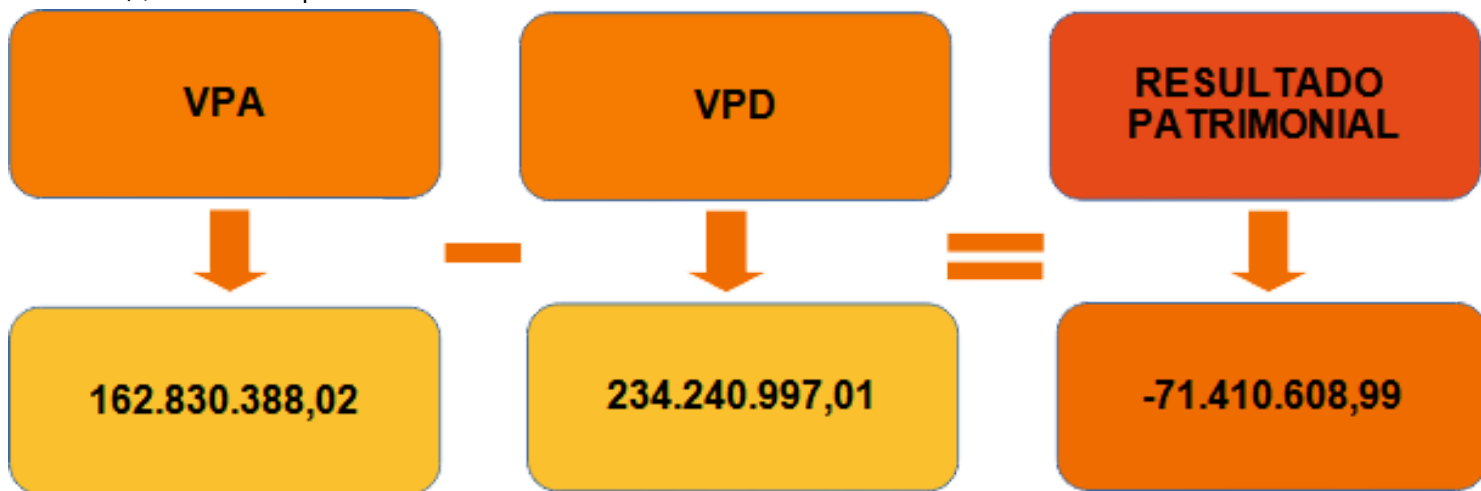 VPA
VPD
RESULTADO
PATRIMONIAL
162.830.388,02
234.240.997,01
-71.410.608,99